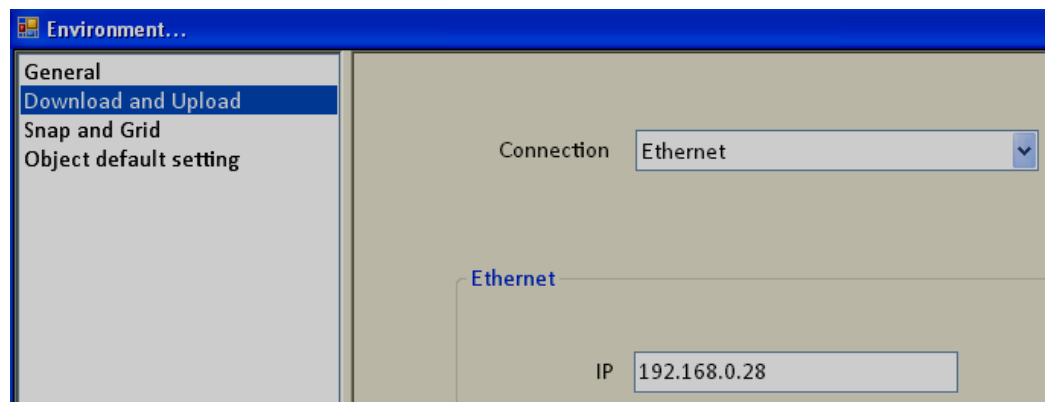 Environment...
General
Download and Upload
Snap and Grid
Object default setting
Connection Ethernet
Ethernet
IP 192.168.0.28